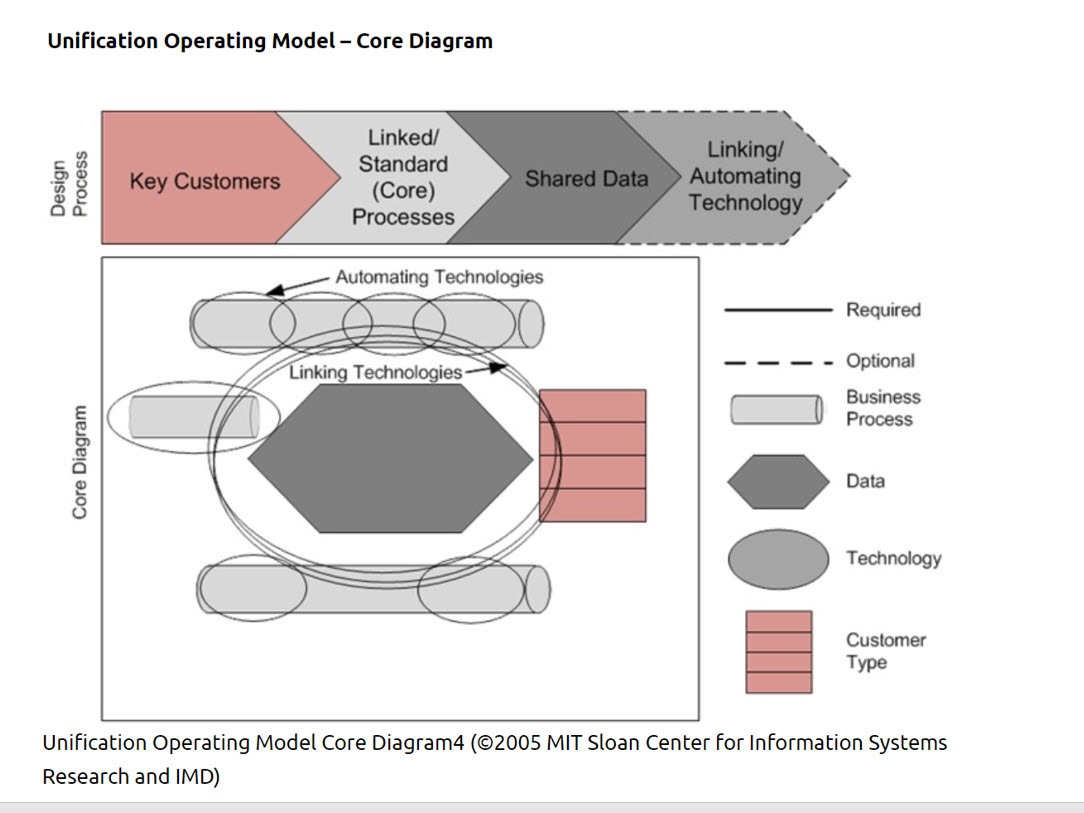 Unification Operating Model – Core Diagram
Design
Process
Key Customers
Linked/
Standard
(Core)
Processes
Shared Data
Linking/
Automating
Technology
Core Diagram
Automating Technologies
Linking Technologies
Required
Optional
Business
Process
Data
Technology
Customer
Type
Unification Operating Model Core Diagram4 (©2005 MIT Sloan Center for Information Systems
Research and IMD)